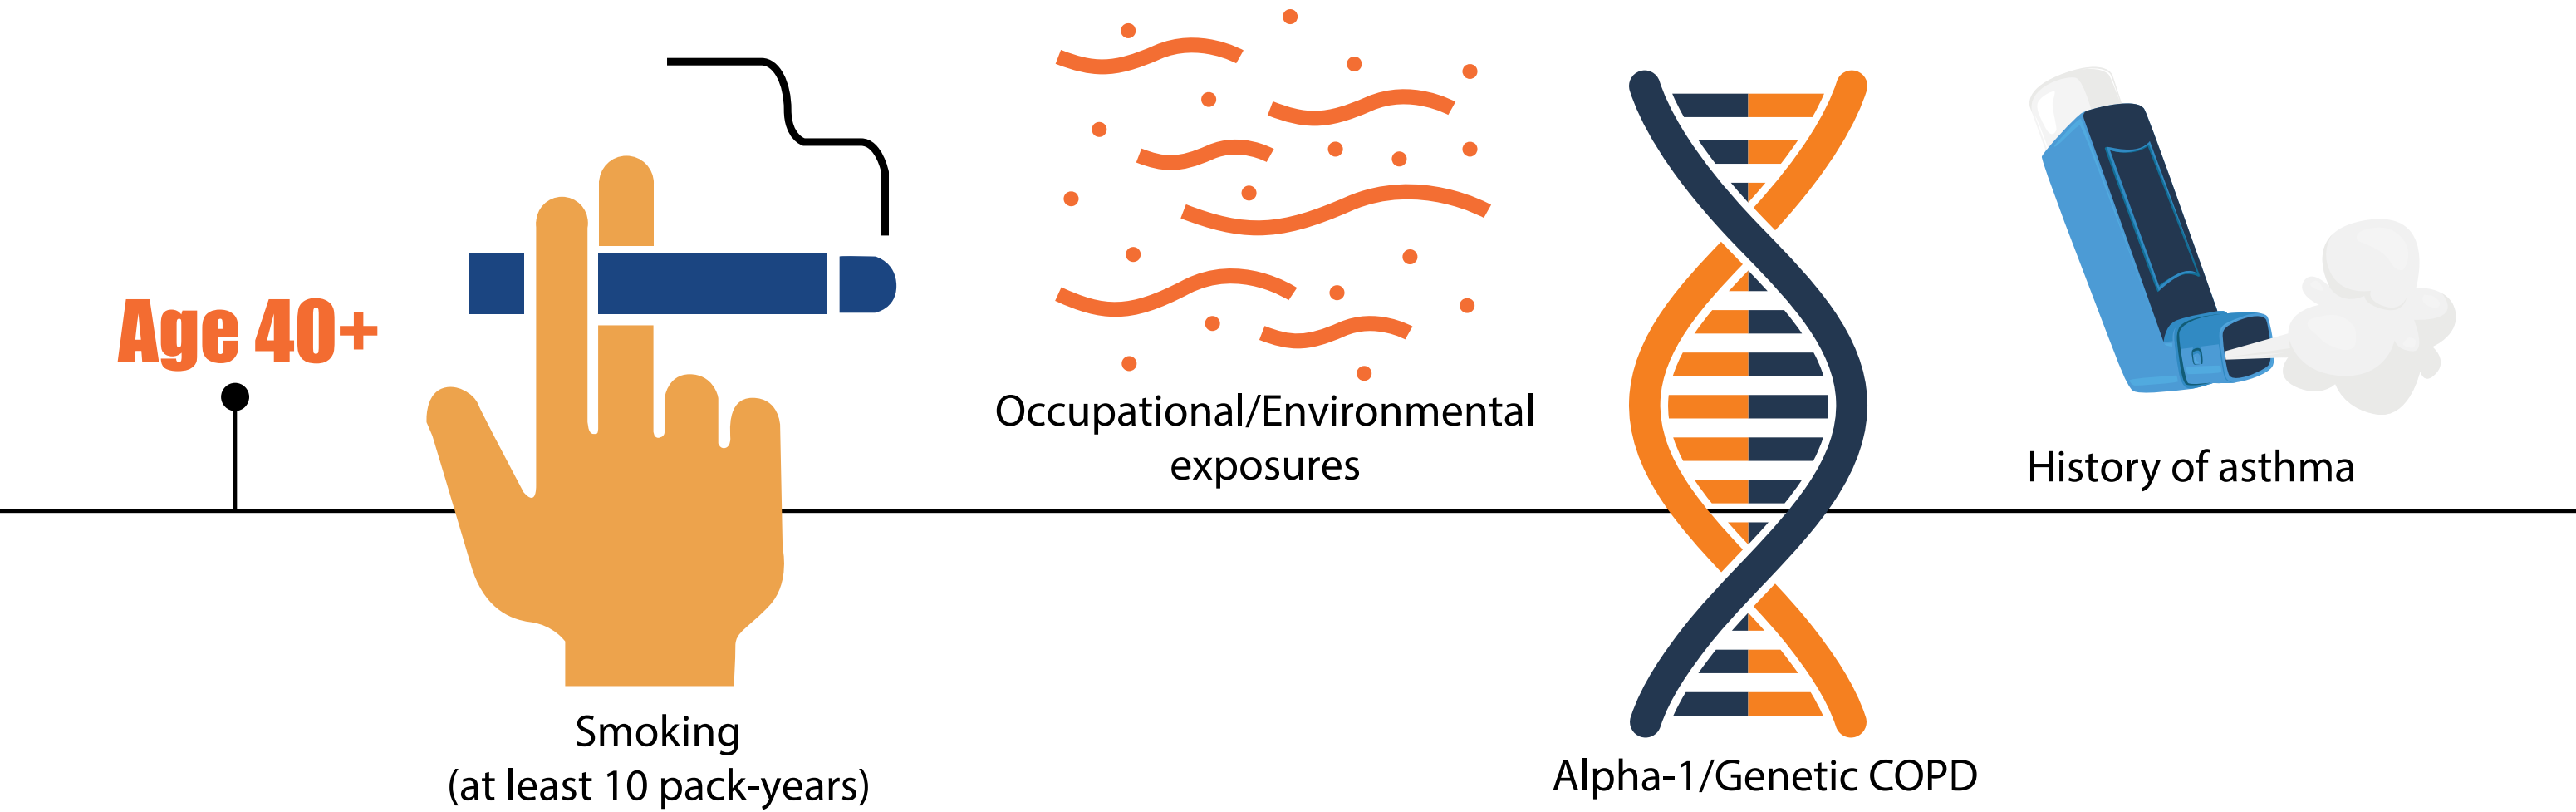 Age 40+
Smoking
(at least 10 pack-years)
Occupational/Environmental
exposures
Alpha-1/Genetic COPD
History of asthma